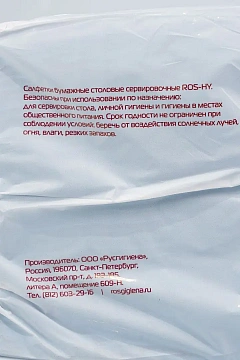 Салфетки бумажные столовые сервировочные ROS-HY.
Безопасны при использовании по назначению:
для сервировки стола, личной гигиены и гигиены в местах
общественного питания. Срок годности не ограничен при
соблюдении условий: беречь от воздействия солнечных лучей,
огня, влаги, резких запахов.
Производитель: ООО «Русгигиена».
Россия, 196070, Санкт-Петербург,
Московский пр-т, д.
литера А, помещение 609-Н.
Тел. (812) 603-29-16 | rosgigiena.ru